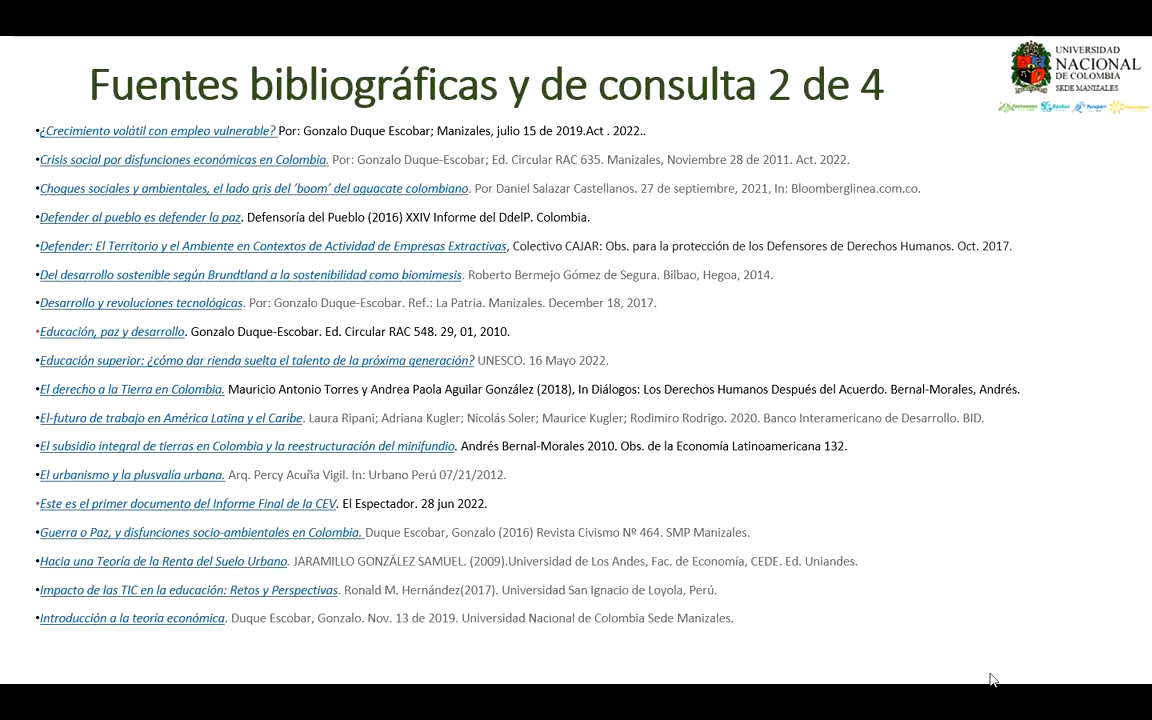 Fuentes bibliográficas y de consulta 2 de 4
UNIVERSIDAD
NACIONAL
DE COLOMBIA
SEDE MANIZALES
•¿Crecimiento volátil con empleo vulnerable? Por: Gonzalo Duque Escobar; Manizales, julio 15 de 2019.Act . 2022..
•Crisis social por disfunciones económicas en Colombia. Por: Gonzalo Duque-Escobar; Ed. Circular RAC 635. Manizales, Noviembre 28 de 2011. Act. 2022.
•Choques sociales y ambientales, el lado gris del ‘boom’ del aguacate colombiano. Por Daniel Salazar Castellanos. 27 de septiembre, 2021, In: Bloomberglinea.com.co.
•Defender al pueblo es defender la paz. Defensoría del Pueblo (2016) XXIV Informe del DdelP. Colombia.
•Defender: El Territorio y el Ambiente en Contextos de Actividad de Empresas Extractivas, Colectivo CAJAR: Obs. para la protección de los Defensores de Derechos Humanos. Oct. 2017.
•Del desarrollo sostenible según Brundtland a la sostenibilidad como biomimesis. Roberto Bermejo Gómez de Segura. Bilbao, Hegoa, 2014.
•Desarrollo y revoluciones tecnológicas. Por: Gonzalo Duque-Escobar. Ref.: La Patria. Manizales. December 18, 2017.
•Educación, paz y desarrollo. Gonzalo Duque-Escobar. Ed. Circular RAC 548. 29, 01, 2010.
•Educación superior: ¿cómo dar rienda suelta el talento de la próxima generación? UNESCO. 16 Mayo 2022.
•El derecho a la Tierra en Colombia. Mauricio Antonio Torres y Andrea Paola Aguilar González (2018), In Diálogos: Los Derechos Humanos Después del Acuerdo. Bernal-Morales, Andrés.
•El-futuro de trabajo en América Latina y el Caribe. Laura Ripani; Adriana Kugler; Nicolás Soler; Maurice Kugler; Rodimiro Rodrigo. 2020. Banco Interamericano de Desarrollo. BID.
•El subsidio integral de tierras en Colombia y la reestructuración del minifundio. Andrés Bernal-Morales 2010. Obs. de la Economía Latinoamericana 132.
•El urbanismo y la plusvalía urbana. Arq. Percy Acuña Vigil. In: Urbano Perú 07/21/2012.
•Este es el primer documento del Informe Final de la CEV. El Espectador. 28 jun 2022.
•Guerra o Paz, y disfunciones socio-ambientales en Colombia. Duque Escobar, Gonzalo (2016) Revista Civismo Nº 464. SMP Manizales.
•Hacia una Teoría de la Renta del Suelo Urbano. JARAMILLO GONZÁLEZ SAMUEL. (2009).Universidad de Los Andes, Fac. de Economía, CEDE. Ed. Uniandes.
•Impacto de las TIC en la educación: Retos y Perspectivas. Ronald M. Hernández(2017). Universidad San Ignacio de Loyola, Perú.
•Introducción a la teoría económica. Duque Escobar, Gonzalo. Nov. 13 de 2019. Universidad Nacional de Colombia Sede Manizales.